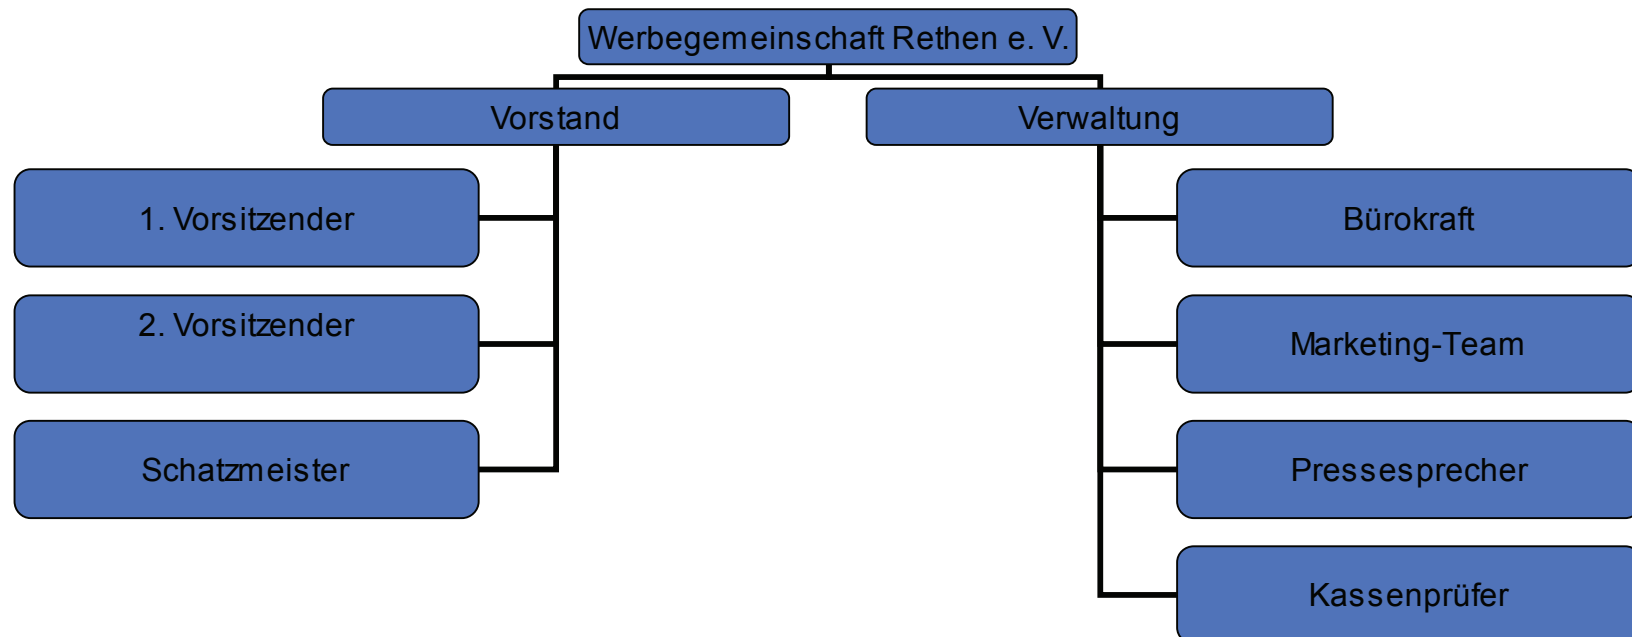 Werbegemeinschaft Rethen e. V.
Vorstand
Verwaltung
1. Vorsitzender
2. Vorsitzender
Schatzmeister
Bürokraft
Marketing-Team
Pressesprecher
Kassenprüfer